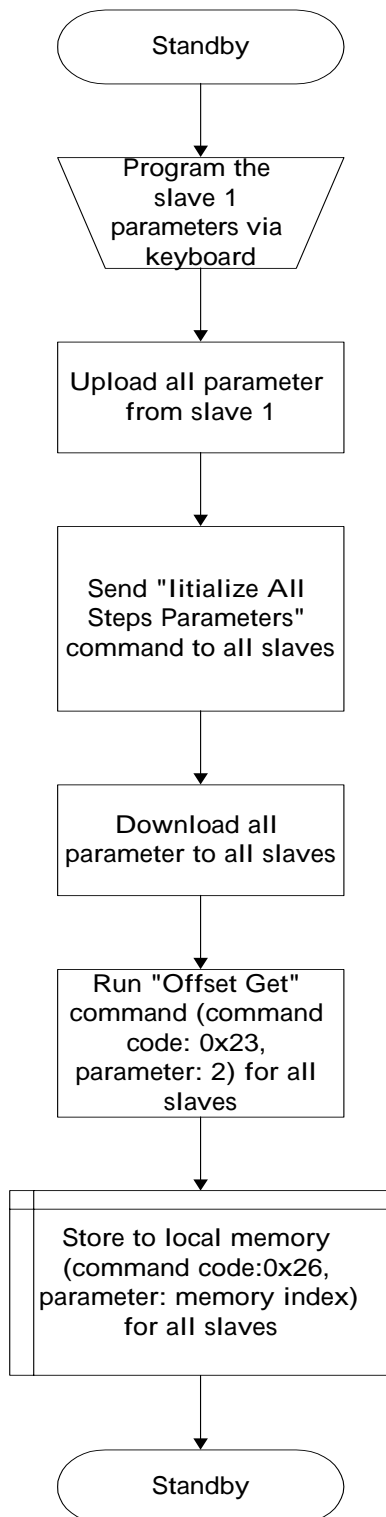 Standby
Program the
slave 1
parameters via
keyboard
Upload all parameter
from slave 1
Send "Iitialize All
Steps Parameters"
command to all slaves
Download all
parameter to all slaves
Run "Offset Get"
command (command
code: 0x23,
parameter: 2) for all
slaves
Store to local memory
(command code:0x26,
parameter: memory index)
for all slaves
Standby